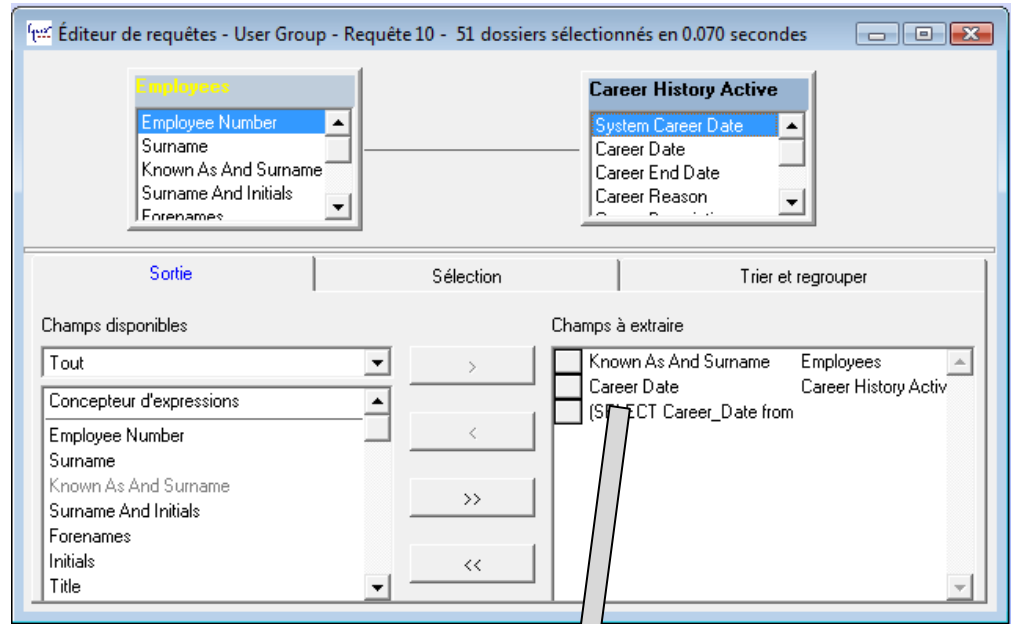 Éditeur de requêtes - User Group - Requête 10 - 51 dossiers sélectionnés en 0.070 secondes
Employees
Employee Number
Surname
Known As And Surname
Surname And Initials
Forenames
Career History Active
System Career Date
Career Date
Career End Date
Career Reason
Sortie
Sélection
Trier et regrouper
Champs disponibles
Tout
Concepteur d'expressions
Employee Number
Surname
Known As And Surname
Surname And Initials
Forenames
Initials
Title
>
<
>>
<<
Champs à extraire
Known As And Surname Employees
Career Date Career History Activ
(SELECT Career_Date from